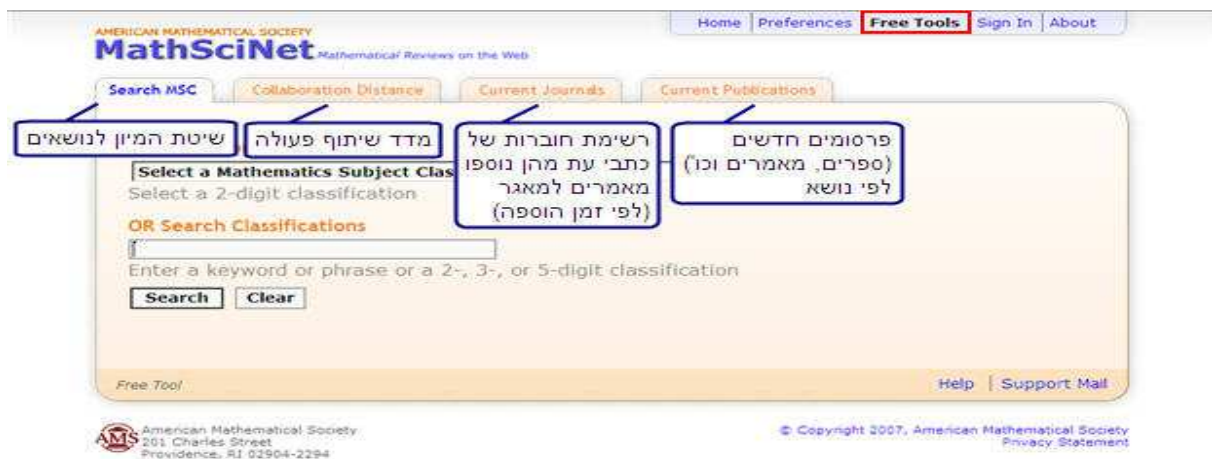 Home | Preferences | Free Tools | Sign In | About
AMERICAN MATHEMATICAL SOCIETY
MathSciNet Mathematical Reviews on the Web
Search MSC Collaboration Distance Current Journals Current Publications
שיטת המיון לנושאים
מדד שיתוף פעולה
רשימת חוברות של
כתבי עת מהן נוספו
מאמרים למאגר
(לפי זמן הוספה)
פרסומים חדשים
(ספרים, מאמרים וכו')
לפי נושא
Select a Mathematics Subject Clas
Select a 2-digit classification
OR Search Classifications
Enter a keyword or phrase or a 2-, 3-, or 5-digit classification
Search Clear
Free Tool
Help | Support Mail
AMS
American Mathematical Society
201 Charles Street
Providence, RI 02904-2294
© Copyright 2007, American Mathematical Society
Privacy Statement